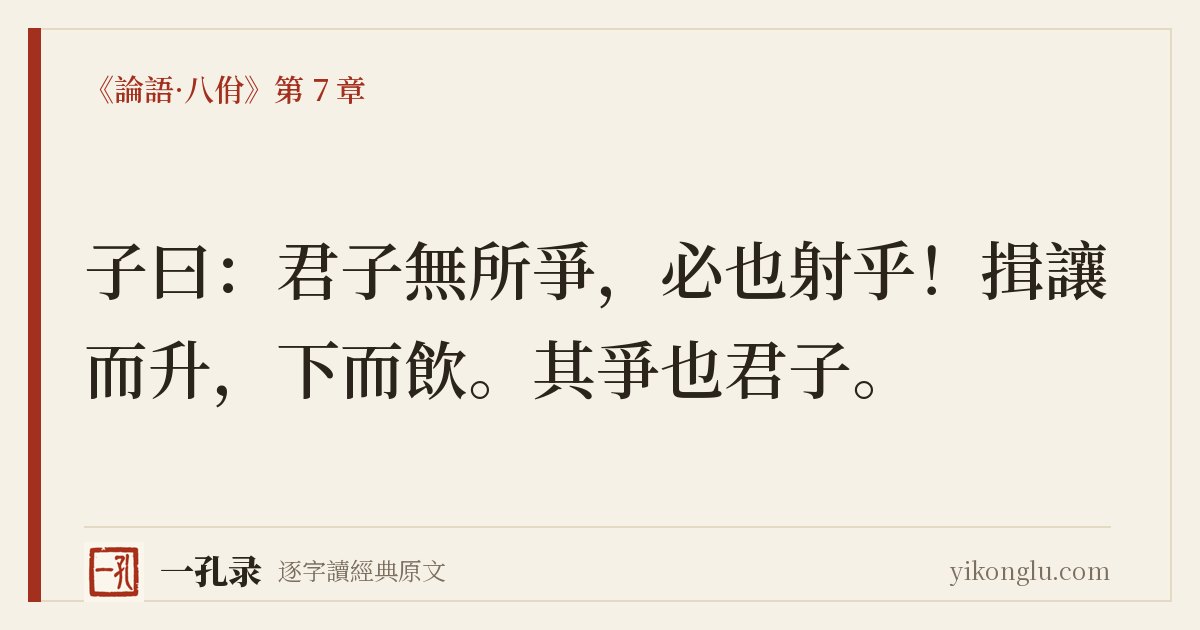 《論語·八佾》第 7 章
子曰：君子無所爭，必也射乎！揖讓
而升，下而飲。其爭也君子。
一孔
一孔录 逐字讀經典原文
yikonglu.com